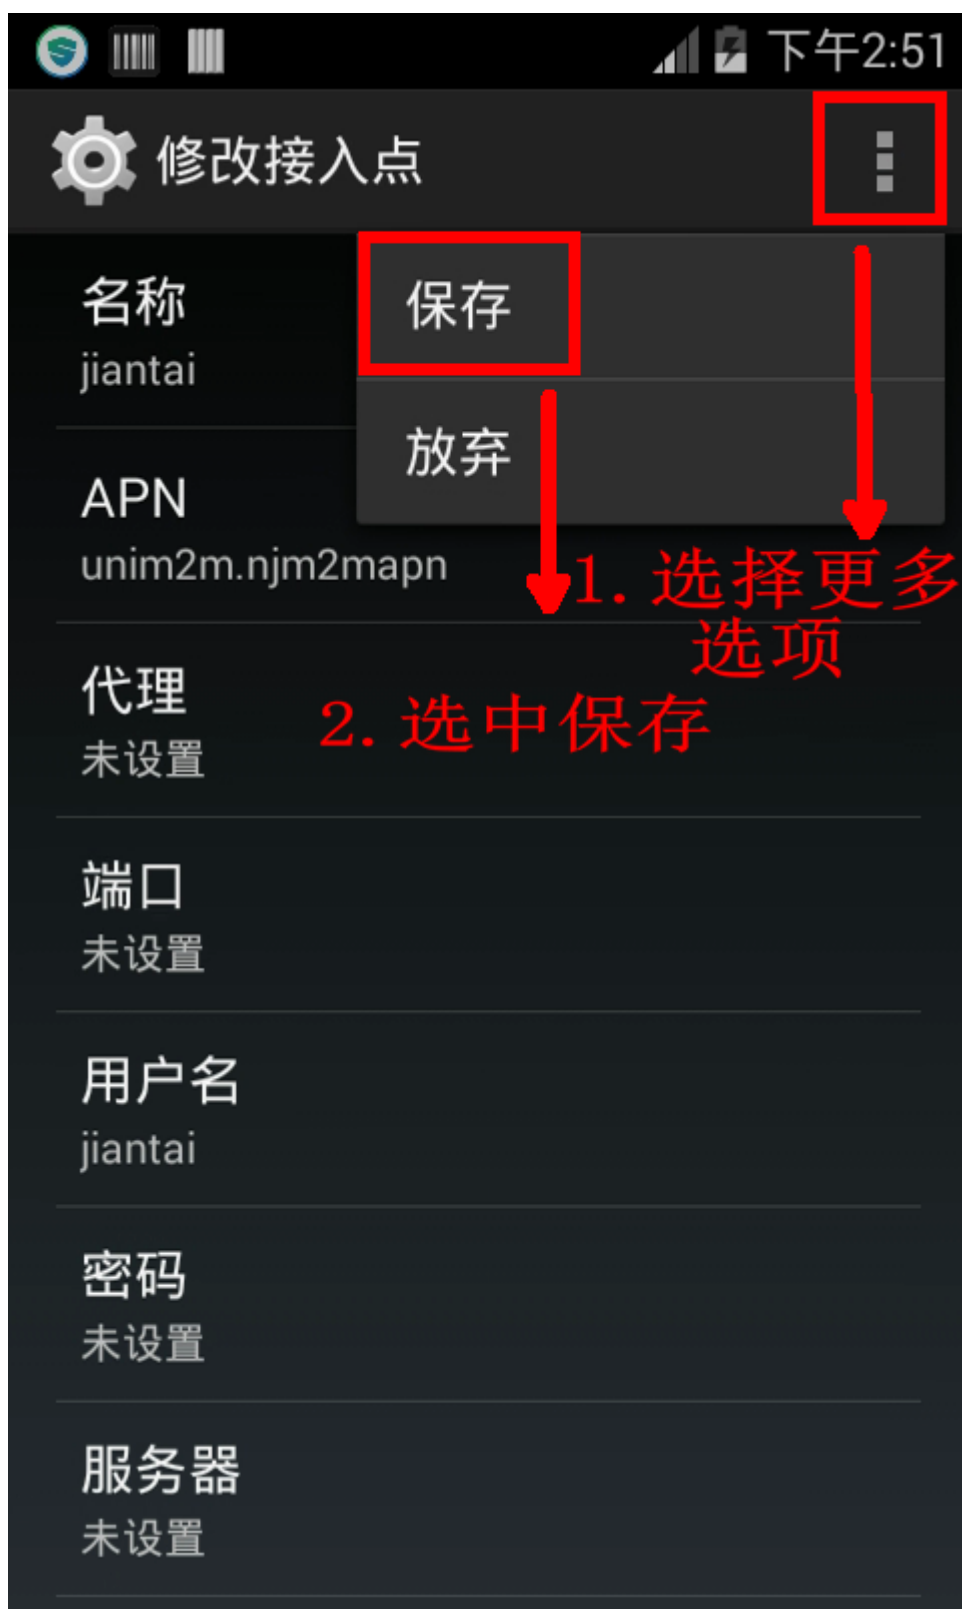 下午2:51
修改接入点
保存
放弃
名称
jiantai
APN
unim2m.njm2mapn
1. 选择更多
选项
2. 选中保存
代理
未设置
端口
未设置
用户名
jiantai
密码
未设置
服务器
未设置